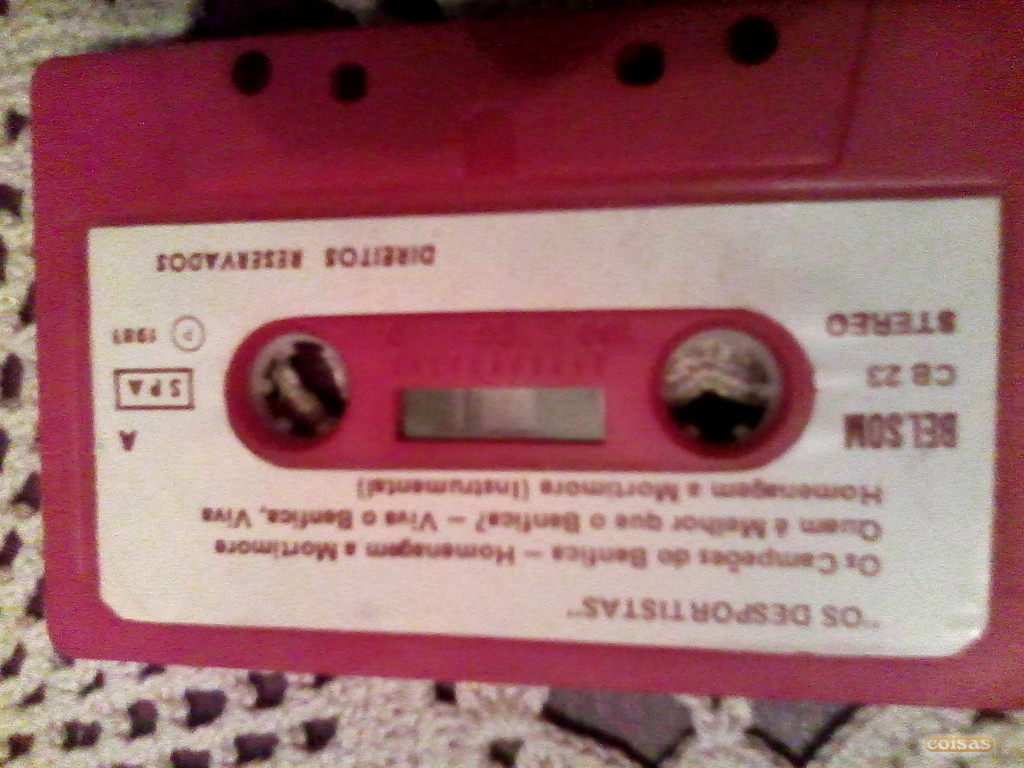 "OS DESPORTISTAS"
Os Campeões do Benfica — Homenagem a Mortimore
Quem é Melhor que o Benfica? — Viva o Benfica, Viva
Homenagem a Mortimore (Instrumental)
BELSOM
CB 23
STEREO
A
SPA
P 1987
DIREITOS RESERVADOS
coisas